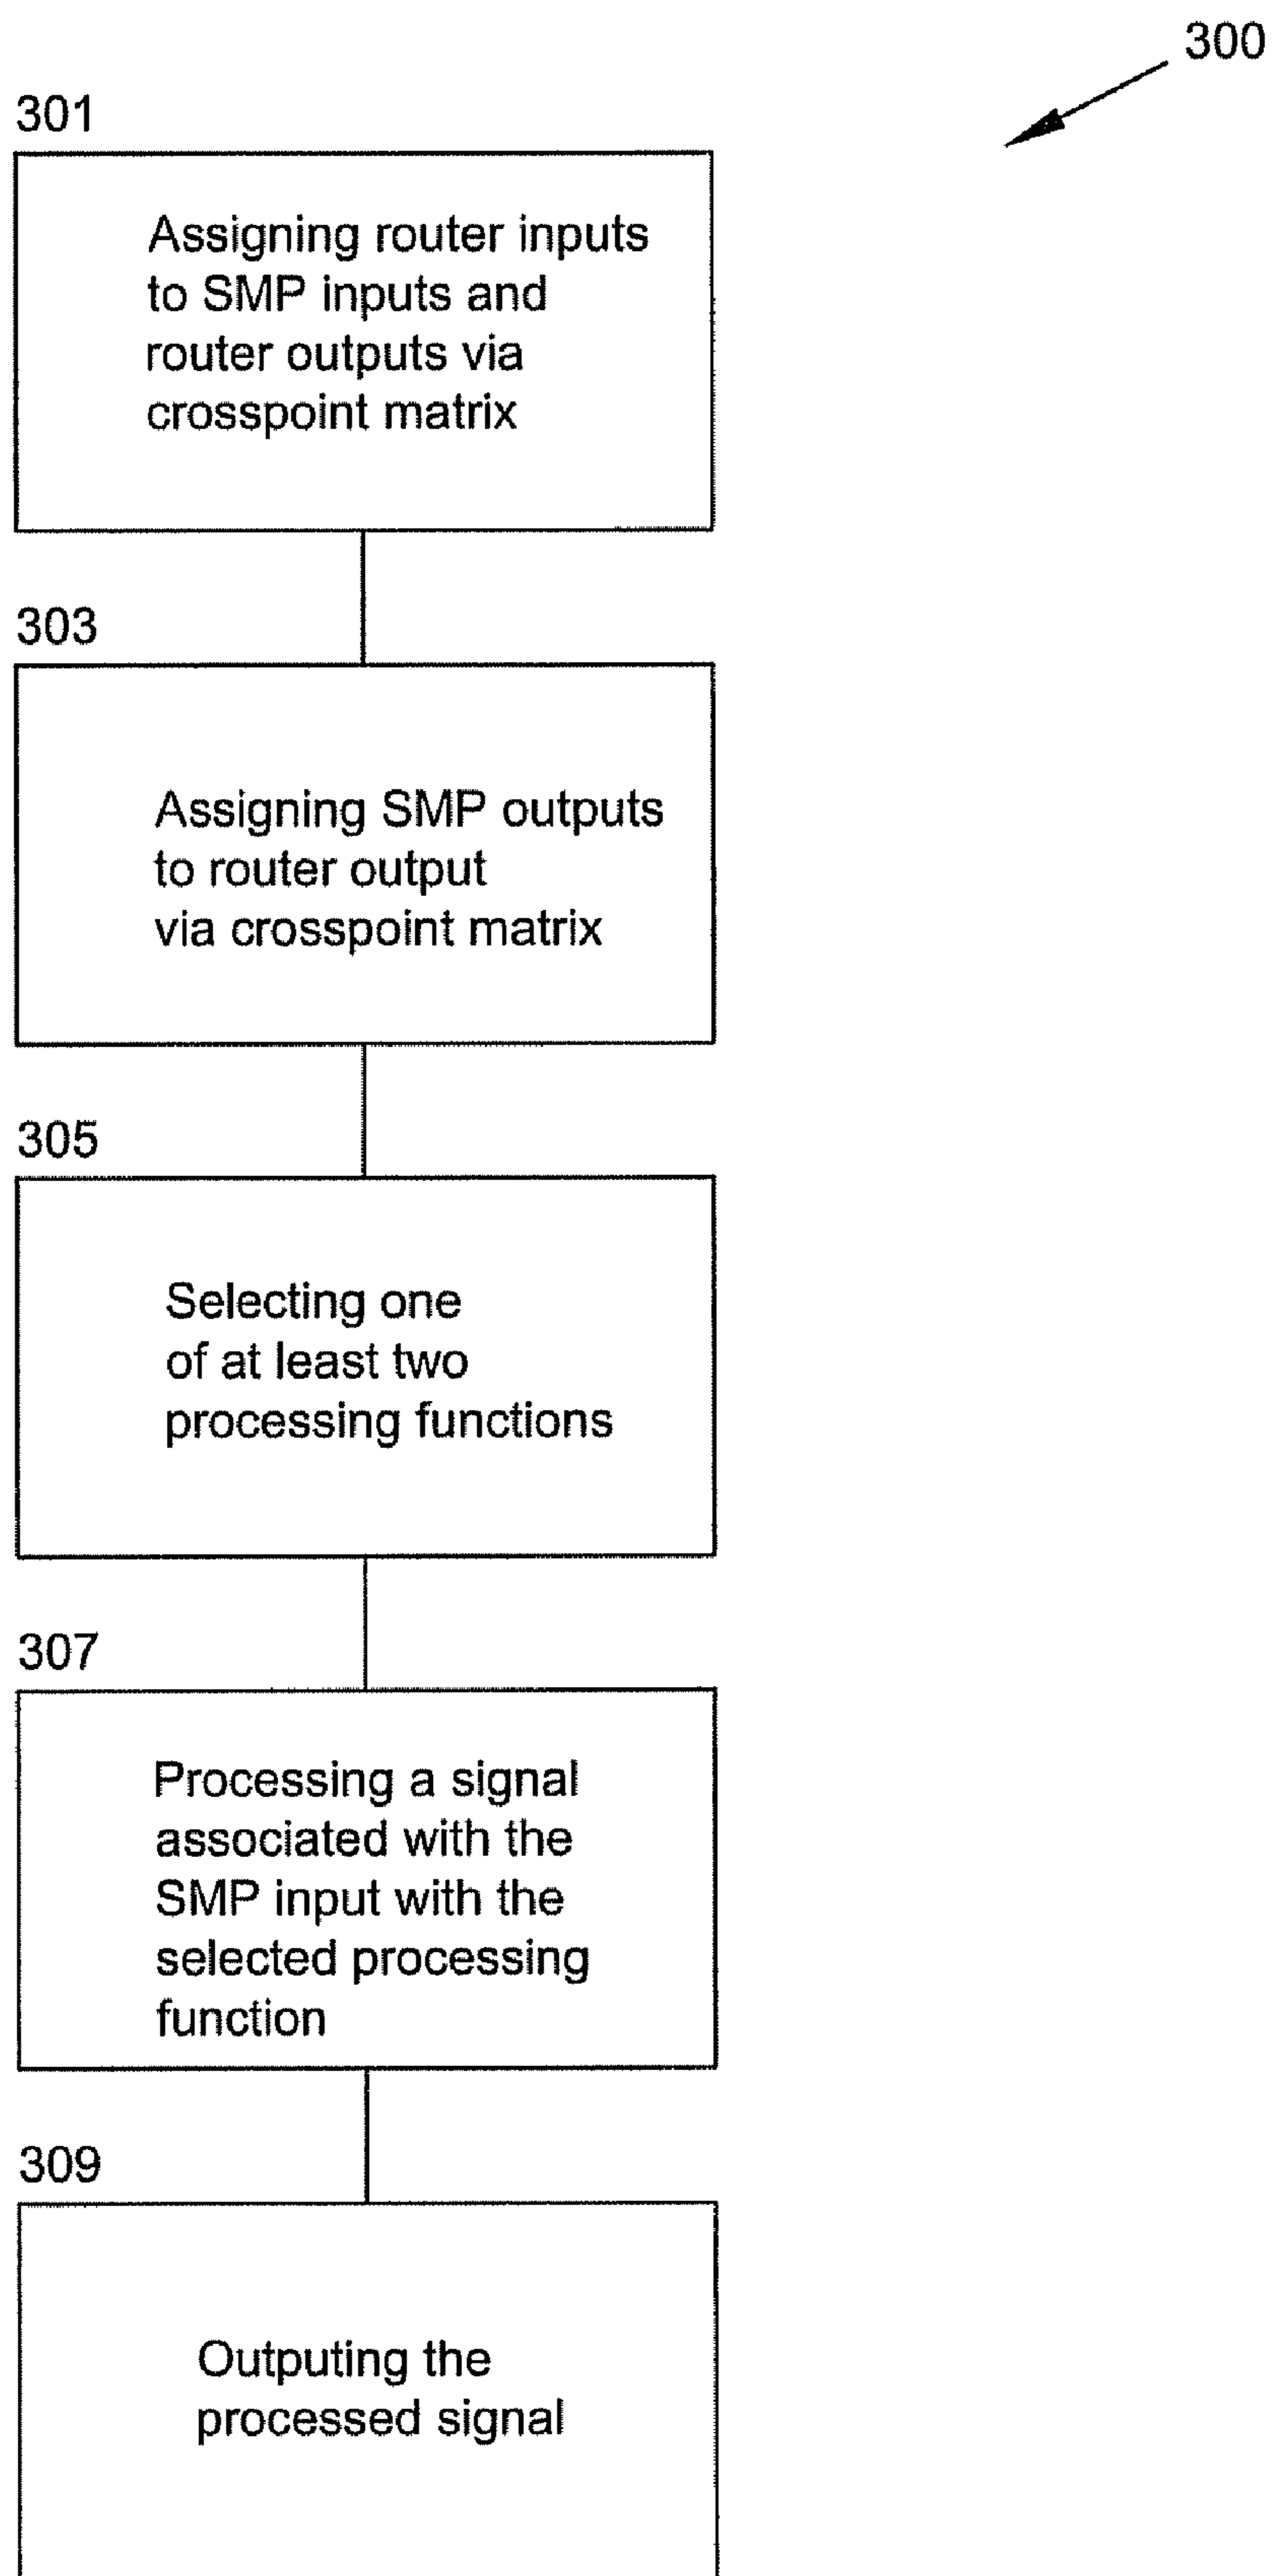 300
301
Assigning router inputs
to SMP inputs and
router outputs via
crosspoint matrix
303
Assigning SMP outputs
to router output
via crosspoint matrix
305
Selecting one
of at least two
processing functions
307
Processing a signal
associated with the
SMP input with the
selected processing
function
309
Outputing the
processed signal